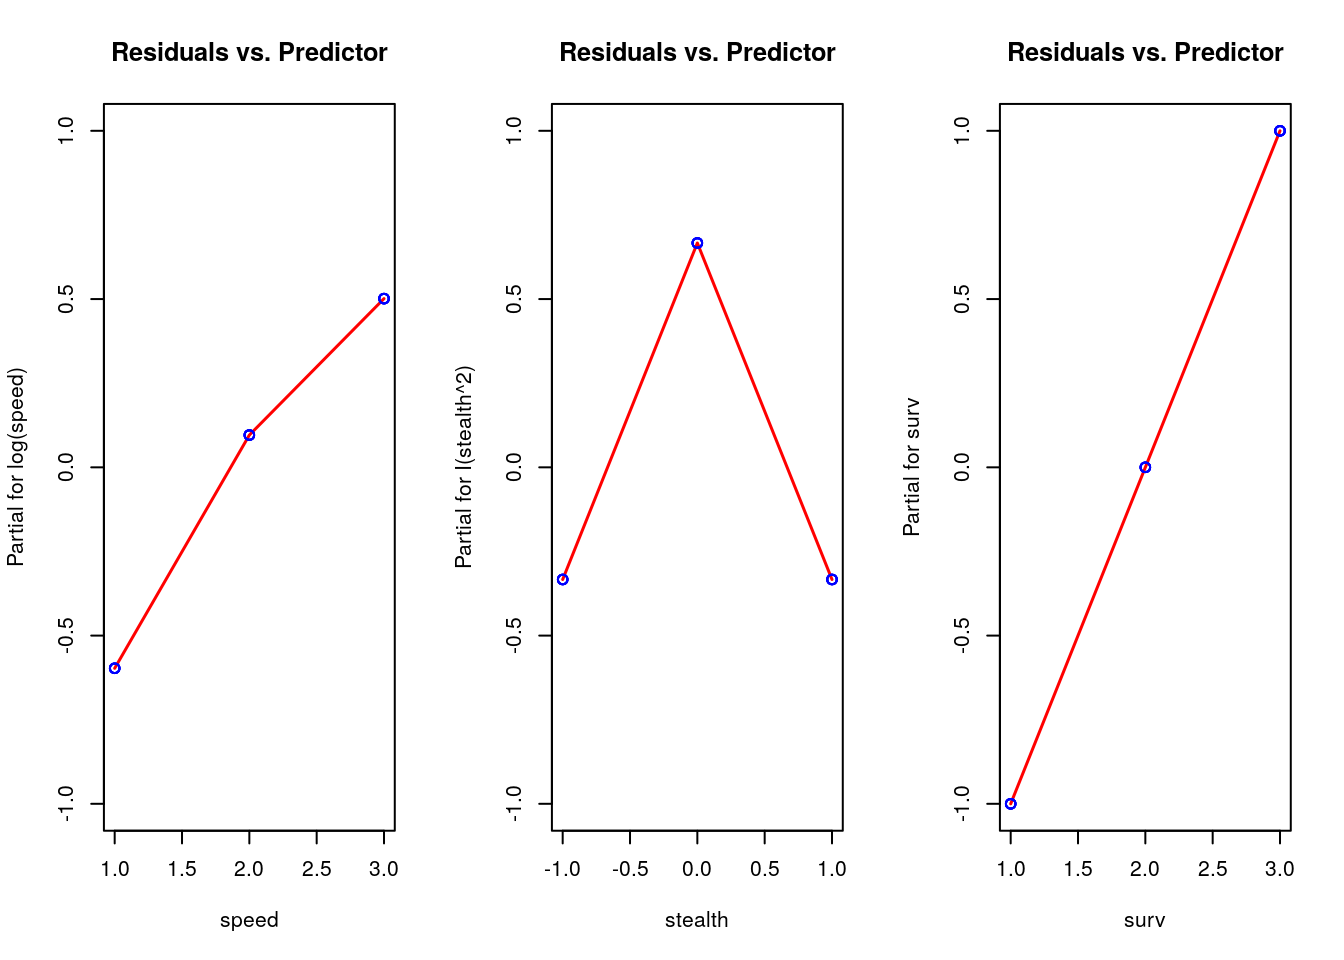 Residuals vs. Predictor
Partial for log(speed)
1.0
0.5
0.0
-0.5
-1.0
1.0 1.5 2.0 2.5 3.0
speed
Residuals vs. Predictor
Partial for I(stealth^2)
1.0
0.5
0.0
-0.5
-1.0
-1.0 -0.5 0.0 0.5 1.0
stealth
Residuals vs. Predictor
Partial for surv
1.0
0.5
0.0
-0.5
-1.0
1.0 1.5 2.0 2.5 3.0
surv